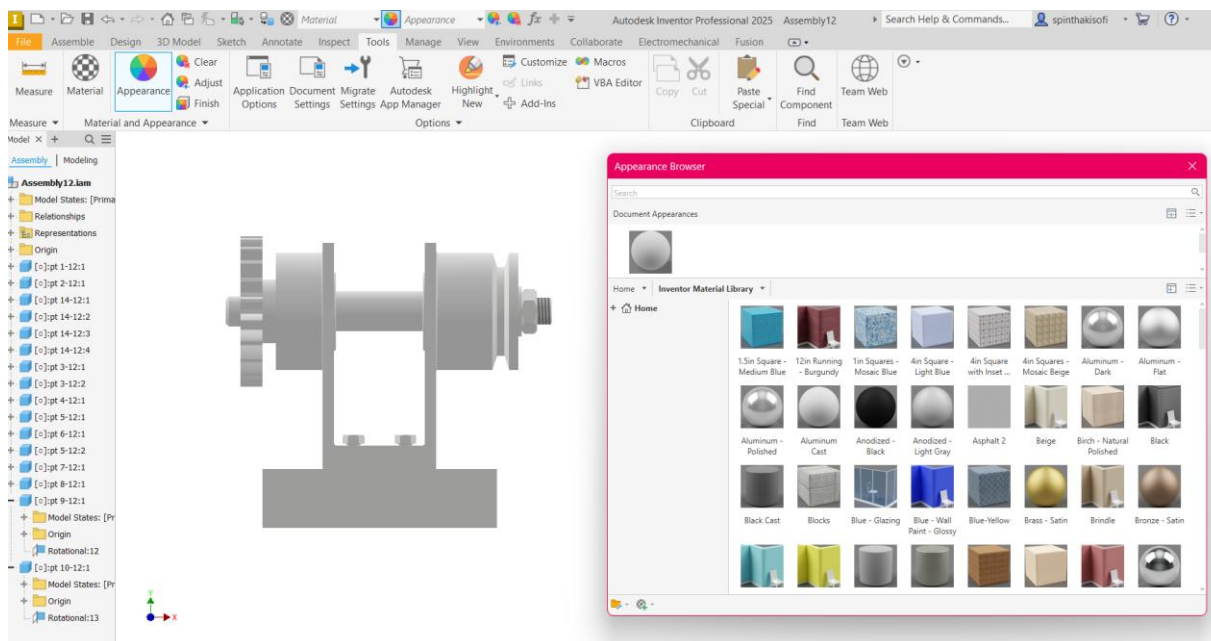 Material
Appearance
Autodesk Inventor Professional 2025 Assembly12
Search Help & Commands...
spinthakisofi
File Assemble Design 3D Model Sketch Annotate Inspect Tools Manage View Environments Collaborate Electromechanical Fusion
Measure
Material
Appearance
Clear
Adjust
Finish
Application Options
Document Settings
Migrate Settings
Autodesk App Manager
Highlight New
Customize
Links
Add-Ins
Macros
VBA Editor
Copy
Cut
Paste Special
Find Component
Team Web
Measure
Material and Appearance
Options
Clipboard
Find
Team Web
Model
Assembly | Modeling
Assembly12.iam
Model States: [Prima
Relationships
Representations
Origin
[○]:pt 1-12:1
[○]:pt 2-12:1
[○]:pt 14-12:1
[○]:pt 14-12:2
[○]:pt 14-12:3
[○]:pt 14-12:4
[○]:pt 3-12:1
[○]:pt 3-12:2
[○]:pt 4-12:1
[○]:pt 5-12:1
[○]:pt 6-12:1
[○]:pt 5-12:2
[○]:pt 7-12:1
[○]:pt 8-12:1
[○]:pt 9-12:1
Model States: [Pr
Origin
Rotational:12
[○]:pt 10-12:1
Model States: [Pr
Origin
Rotational:13
Y
X
Appearance Browser
Search
Document Appearances
Home
Inventor Material Library
Home
1.5in Square - Medium Blue
12in Running - Burgundy
1in Squares - Mosaic Blue
4in Square - Light Blue
4in Square with Inset ...
4in Squares - Mosaic Beige
Aluminum - Dark
Aluminum - Flat
Aluminum - Polished
Aluminum Cast
Anodized - Black
Anodized - Light Gray
Asphalt 2
Beige
Birch - Natural Polished
Black
Black Cast
Blocks
Blue - Glazing
Blue - Wall Paint - Glossy
Blue-Yellow
Brass - Satin
Brindle
Bronze - Satin